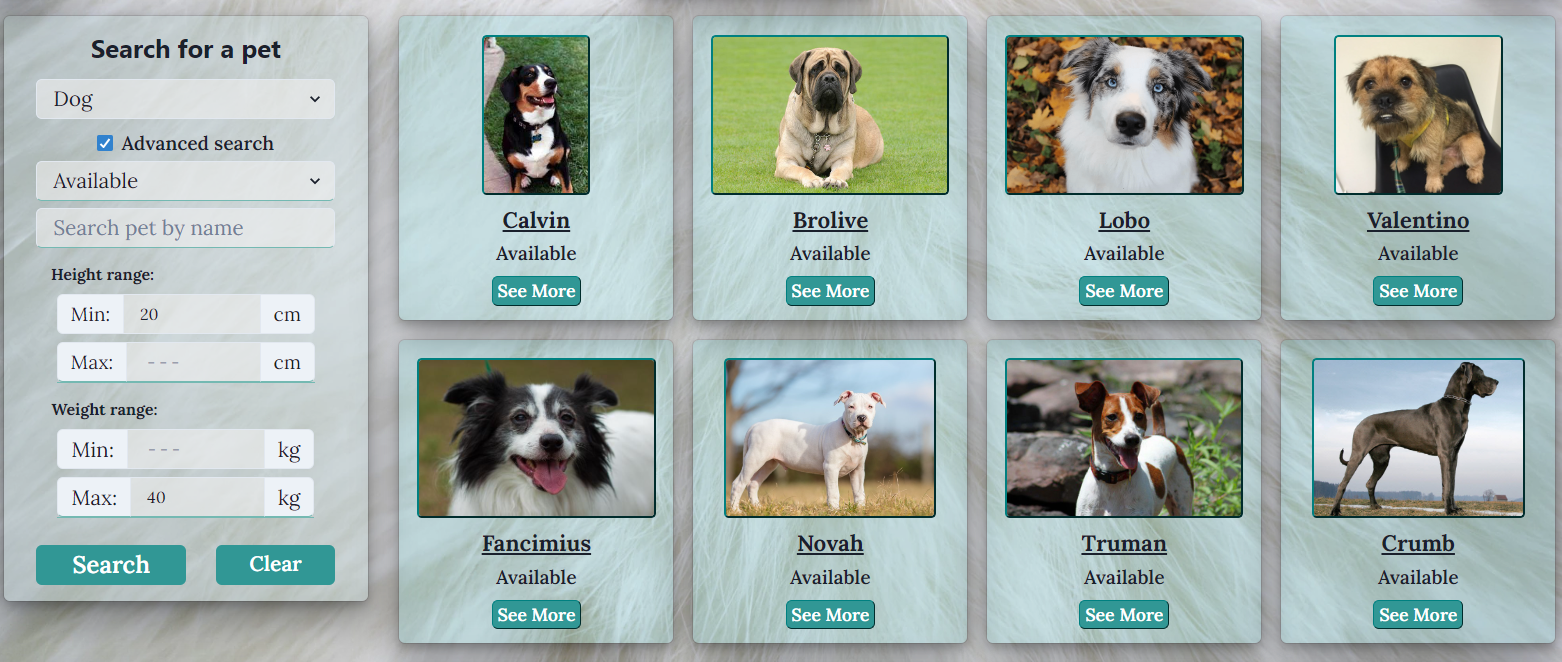 Search for a pet
Dog
Advanced search
Available
Search pet by name
Height range:
Min: 20 cm
Max: --- cm
Weight range:
Min: --- kg
Max: 40 kg
Search Clear
Calvin
Available
See More
Brolive
Available
See More
Lobo
Available
See More
Valentino
Available
See More
Fancimius
Available
See More
Novah
Available
See More
Truman
Available
See More
Crumb
Available
See More